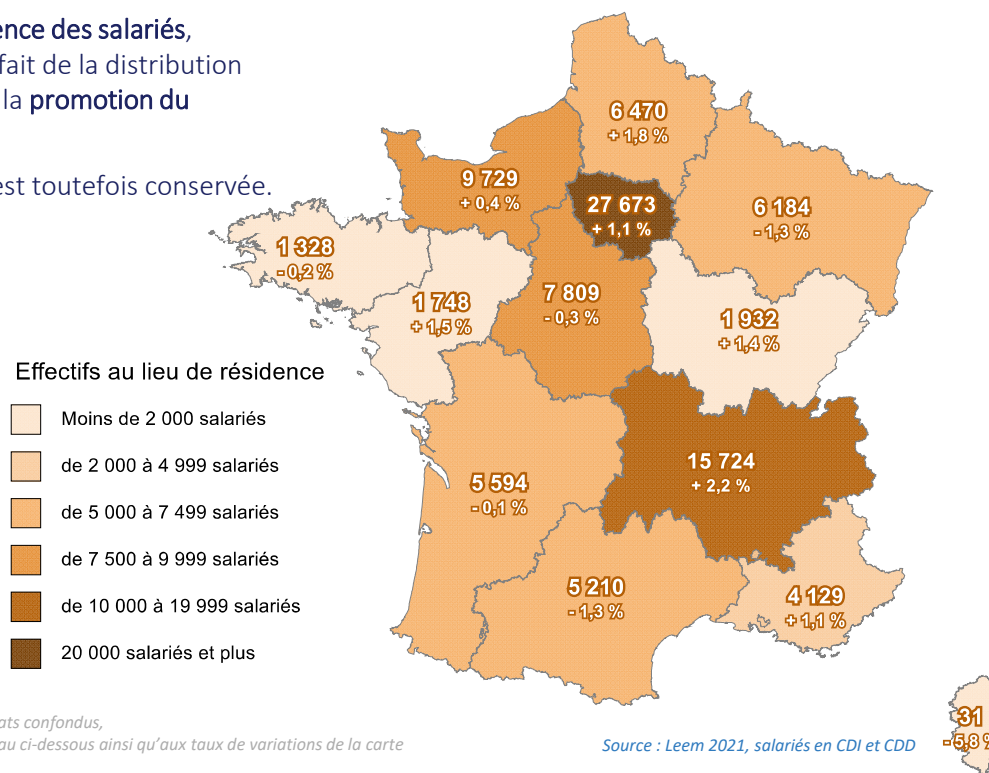 ence des salariés,
fait de la distribution
la promotion du
est toutefois conservée.
6 470
+ 1,8 %
9 729
+ 0,4 %
27 673
+ 1,1 %
6 184
- 1,3 %
1 328
- 0,2 %
1 748
+ 1,5 %
7 809
- 0,3 %
1 932
+ 1,4 %
Effectifs au lieu de résidence
Moins de 2 000 salariés
de 2 000 à 4 999 salariés
de 5 000 à 7 499 salariés
de 7 500 à 9 999 salariés
de 10 000 à 19 999 salariés
20 000 salariés et plus
15 724
+ 2,2 %
5 594
- 0,1 %
5 210
- 1,3 %
4 129
+ 1,1 %
31
- 5,8 %
ats confondus,
au ci-dessous ainsi qu'aux taux de variations de la carte
Source : Leem 2021, salariés en CDI et CDD